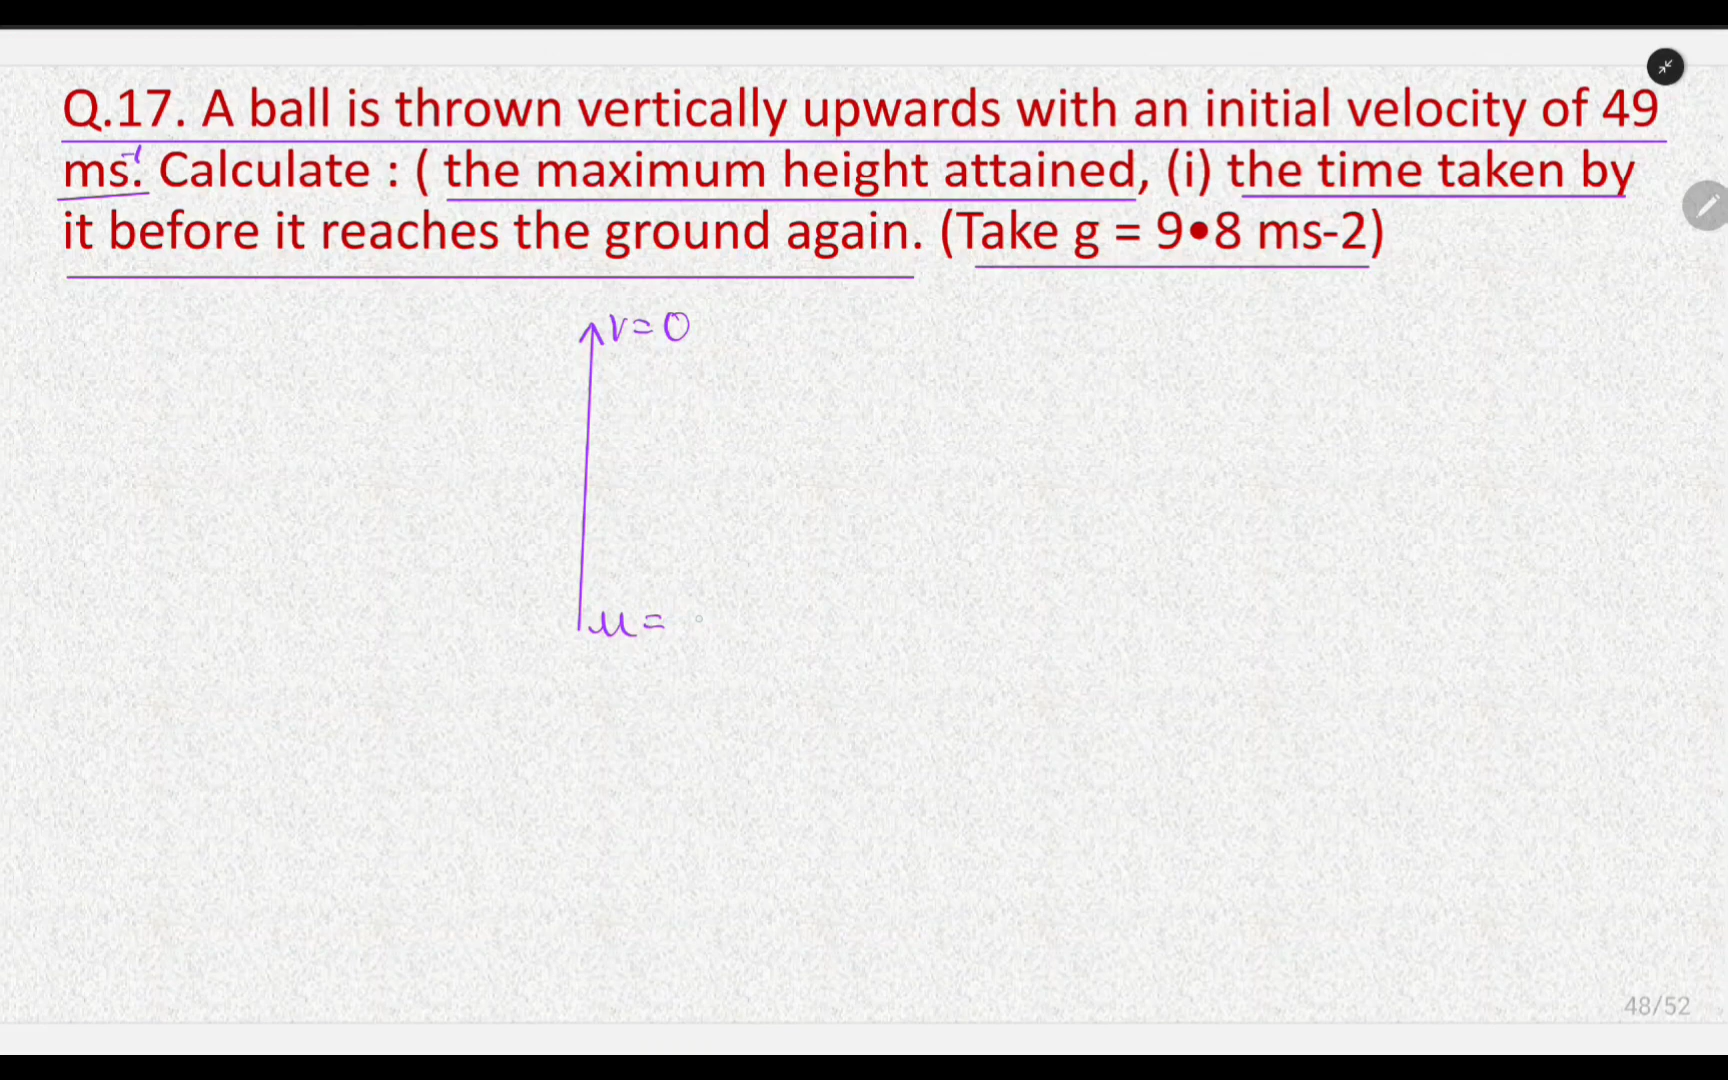 Q.17. A ball is thrown vertically upwards with an initial velocity of 49
ms⁻¹. Calculate : ( the maximum height attained, (i) the time taken by
it before it reaches the ground again. (Take g = 9•8 ms-2)
v=0
u=
48/52